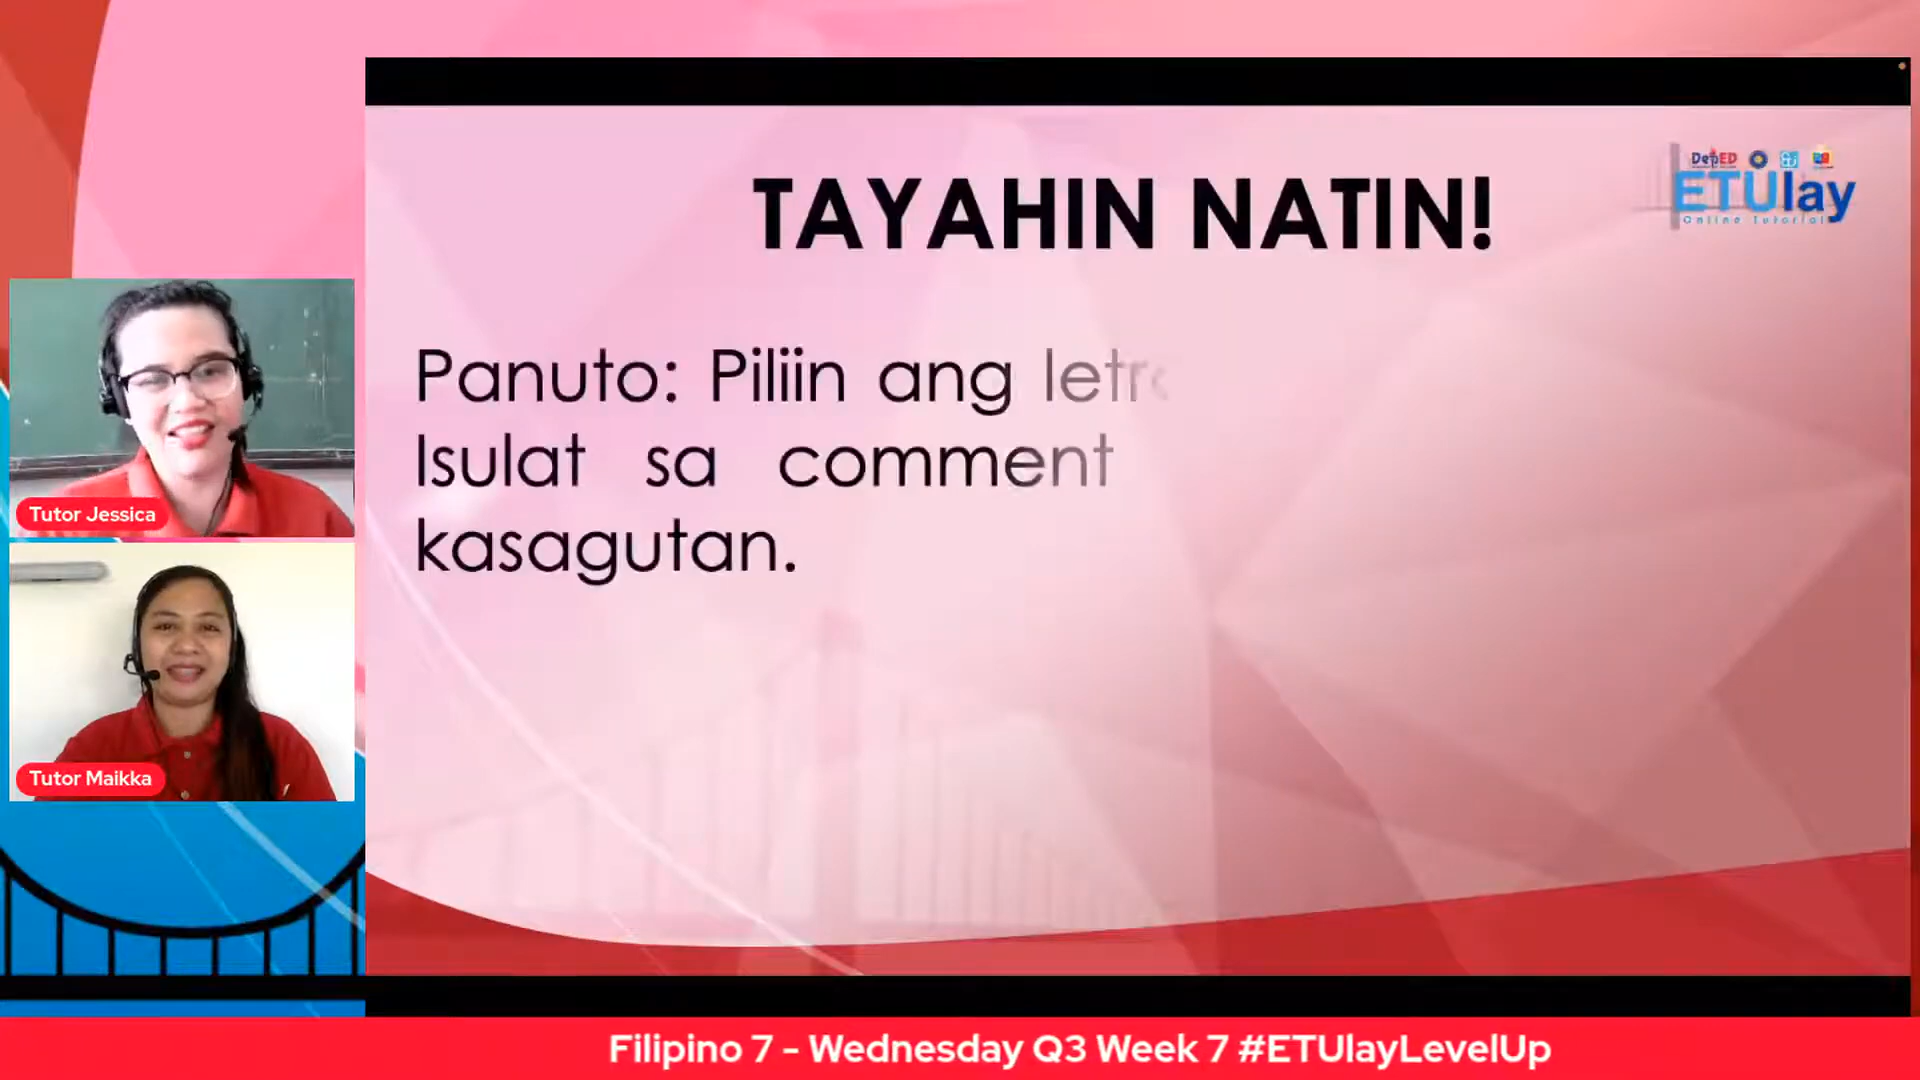 DepED
ETUlay
Online Tutorial
TAYAHIN NATIN!
Panuto: Piliin ang letra
Isulat sa comment
kasagutan.
Tutor Jessica
Tutor Maikka
Filipino 7 - Wednesday Q3 Week 7 #ETUlayLevelUp